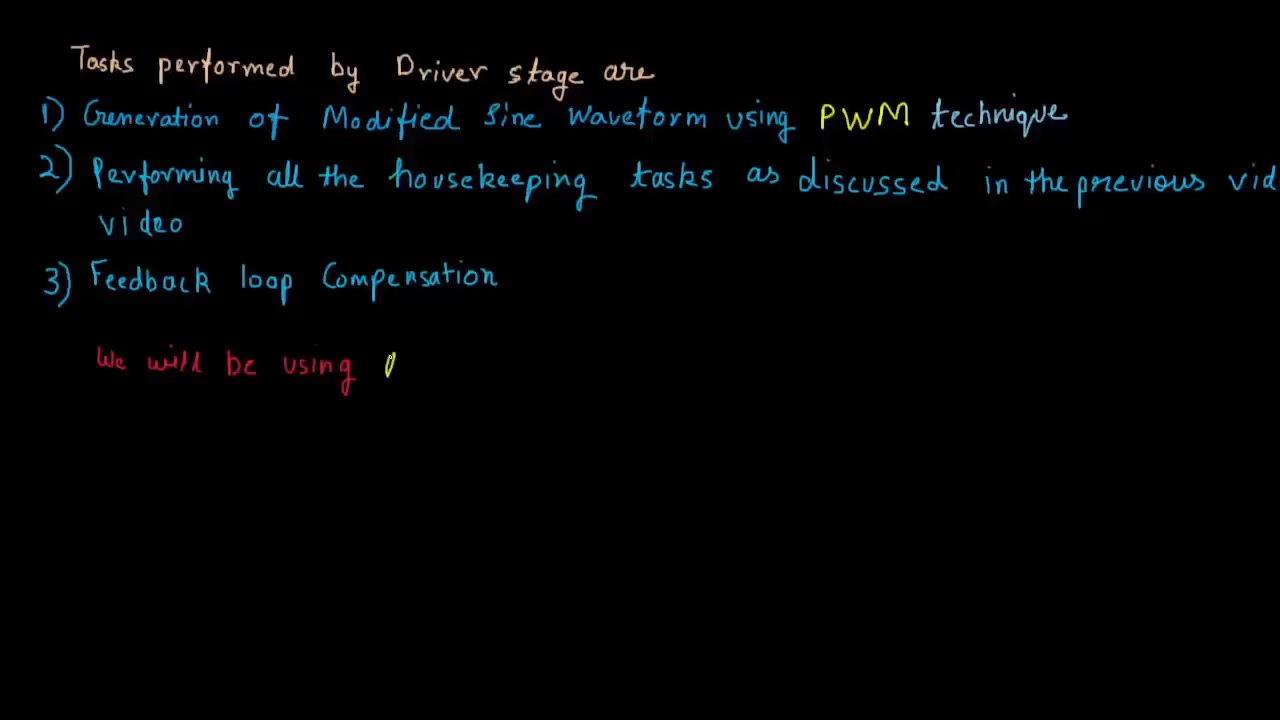 Tasks performed by Driver stage are
1) Generation of Modified Sine Waveform using PWM technique
2) Performing all the housekeeping tasks as discussed in the previous vid
video
3) Feedback loop Compensation
We will be using